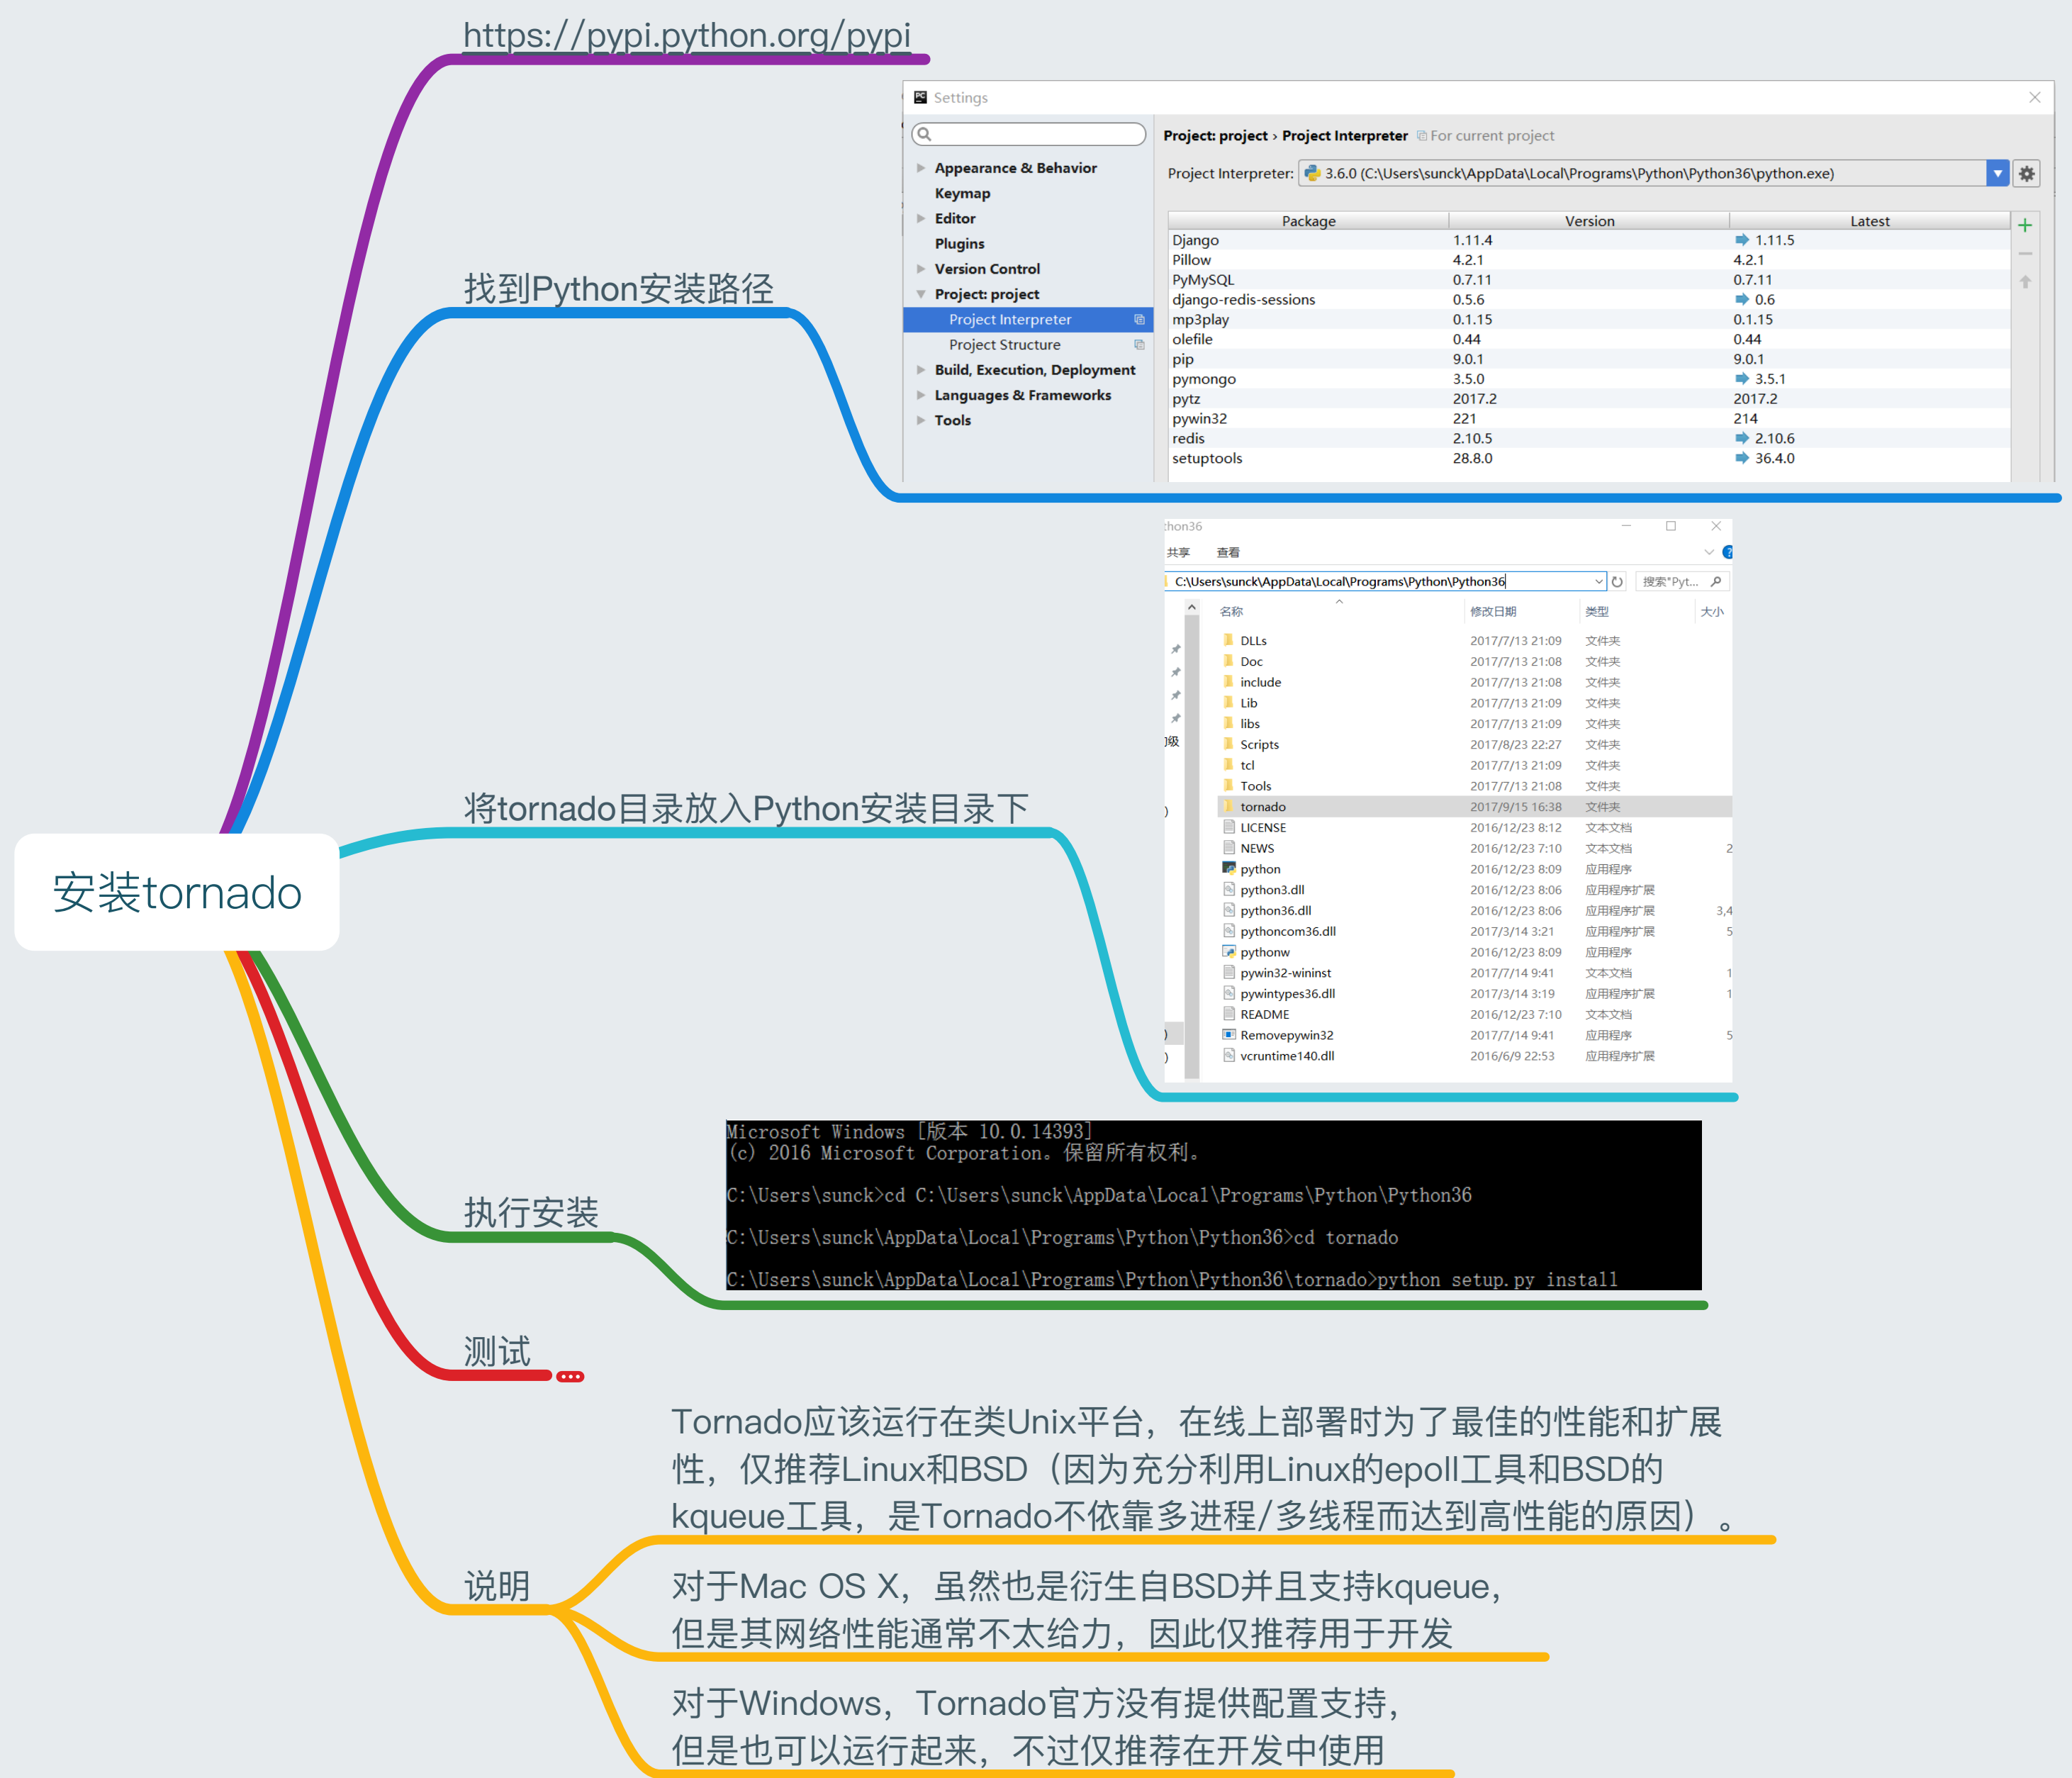 https://pypi.python.org/pypi
Settings
Project: project › Project Interpreter For current project
Project Interpreter: 3.6.0 (C:\Users\sunck\AppData\Local\Programs\Python\Python36\python.exe)
Appearance & Behavior
Keymap
Editor
Plugins
Version Control
Project: project
Project Interpreter
Project Structure
Build, Execution, Deployment
Languages & Frameworks
Tools
Package Version Latest
Django 1.11.4 1.11.5
Pillow 4.2.1 4.2.1
PyMySQL 0.7.11 0.7.11
django-redis-sessions 0.5.6 0.6
mp3play 0.1.15 0.1.15
olefile 0.44 0.44
pip 9.0.1 9.0.1
pymongo 3.5.0 3.5.1
pytz 2017.2 2017.2
pywin32 221 214
redis 2.10.5 2.10.6
setuptools 28.8.0 36.4.0
找到Python安装路径
thon36
共享 查看
C:\Users\sunck\AppData\Local\Programs\Python\Python36 搜索"Pyt...
名称 修改日期 类型 大小
DLLs 2017/7/13 21:09 文件夹
Doc 2017/7/13 21:08 文件夹
include 2017/7/13 21:08 文件夹
Lib 2017/7/13 21:09 文件夹
libs 2017/7/13 21:09 文件夹
Scripts 2017/8/23 22:27 文件夹
tcl 2017/7/13 21:09 文件夹
Tools 2017/7/13 21:08 文件夹
tornado 2017/9/15 16:38 文件夹
LICENSE 2016/12/23 8:12 文本文档
NEWS 2016/12/23 7:10 文本文档 2
python 2016/12/23 8:09 应用程序
python3.dll 2016/12/23 8:06 应用程序扩展
python36.dll 2016/12/23 8:06 应用程序扩展 3,4
pythoncom36.dll 2017/3/14 3:21 应用程序扩展 5
pythonw 2016/12/23 8:09 应用程序
pywin32-wininst 2017/7/14 9:41 文本文档 1
pywintypes36.dll 2017/3/14 3:19 应用程序扩展 1
README 2016/12/23 7:10 文本文档
Removepywin32 2017/7/14 9:41 应用程序 5
vcruntime140.dll 2016/6/9 22:53 应用程序扩展
将tornado目录放入Python安装目录下
安装tornado
Microsoft Windows [版本 10.0.14393]
(c) 2016 Microsoft Corporation。保留所有权利。
C:\Users\sunck>cd C:\Users\sunck\AppData\Local\Programs\Python\Python36
C:\Users\sunck\AppData\Local\Programs\Python\Python36>cd tornado
C:\Users\sunck\AppData\Local\Programs\Python\Python36\tornado>python setup.py install
执行安装
测试
说明
Tornado应该运行在类Unix平台，在线上部署时为了最佳的性能和扩展
性，仅推荐Linux和BSD（因为充分利用Linux的epoll工具和BSD的
kqueue工具，是Tornado不依靠多进程/多线程而达到高性能的原因）。
对于Mac OS X，虽然也是衍生自BSD并且支持kqueue，
但是其网络性能通常不太给力，因此仅推荐用于开发
对于Windows，Tornado官方没有提供配置支持，
但是也可以运行起来，不过仅推荐在开发中使用